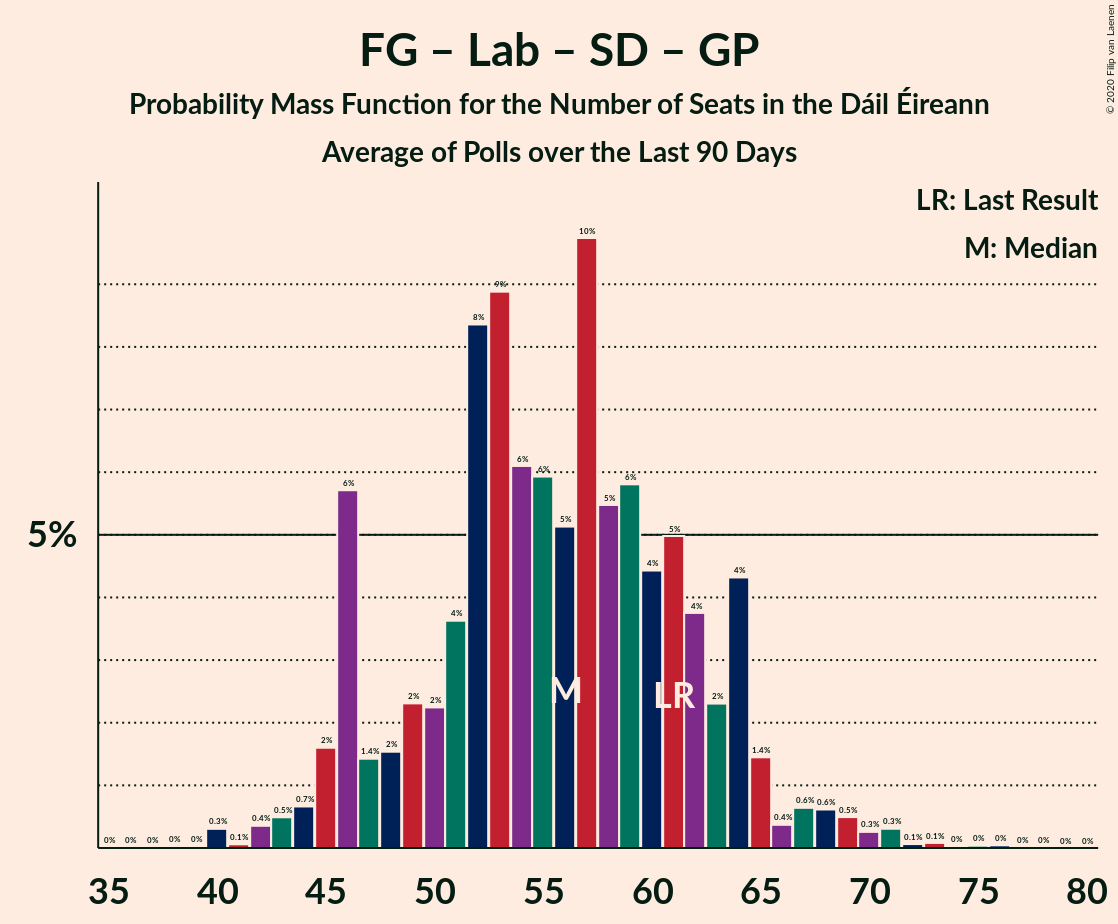 FG – Lab – SD – GP
Probability Mass Function for the Number of Seats in the Dáil Éireann
Average of Polls over the Last 90 Days
© 2020 Filip van Laenen
LR: Last Result
M: Median
5%
0% 0% 0% 0% 0% 0.3% 0.1% 0.4% 0.5% 0.7% 2% 6% 1.4% 2% 2% 2% 4% 8% 9% 6% 6% 5% 10% 5% 6% 4% 5% 4% 2% 4% 1.4% 0.4% 0.6% 0.6% 0.5% 0.3% 0.3% 0.1% 0.1% 0% 0% 0% 0% 0% 0% 0%
M LR
35 40 45 50 55 60 65 70 75 80